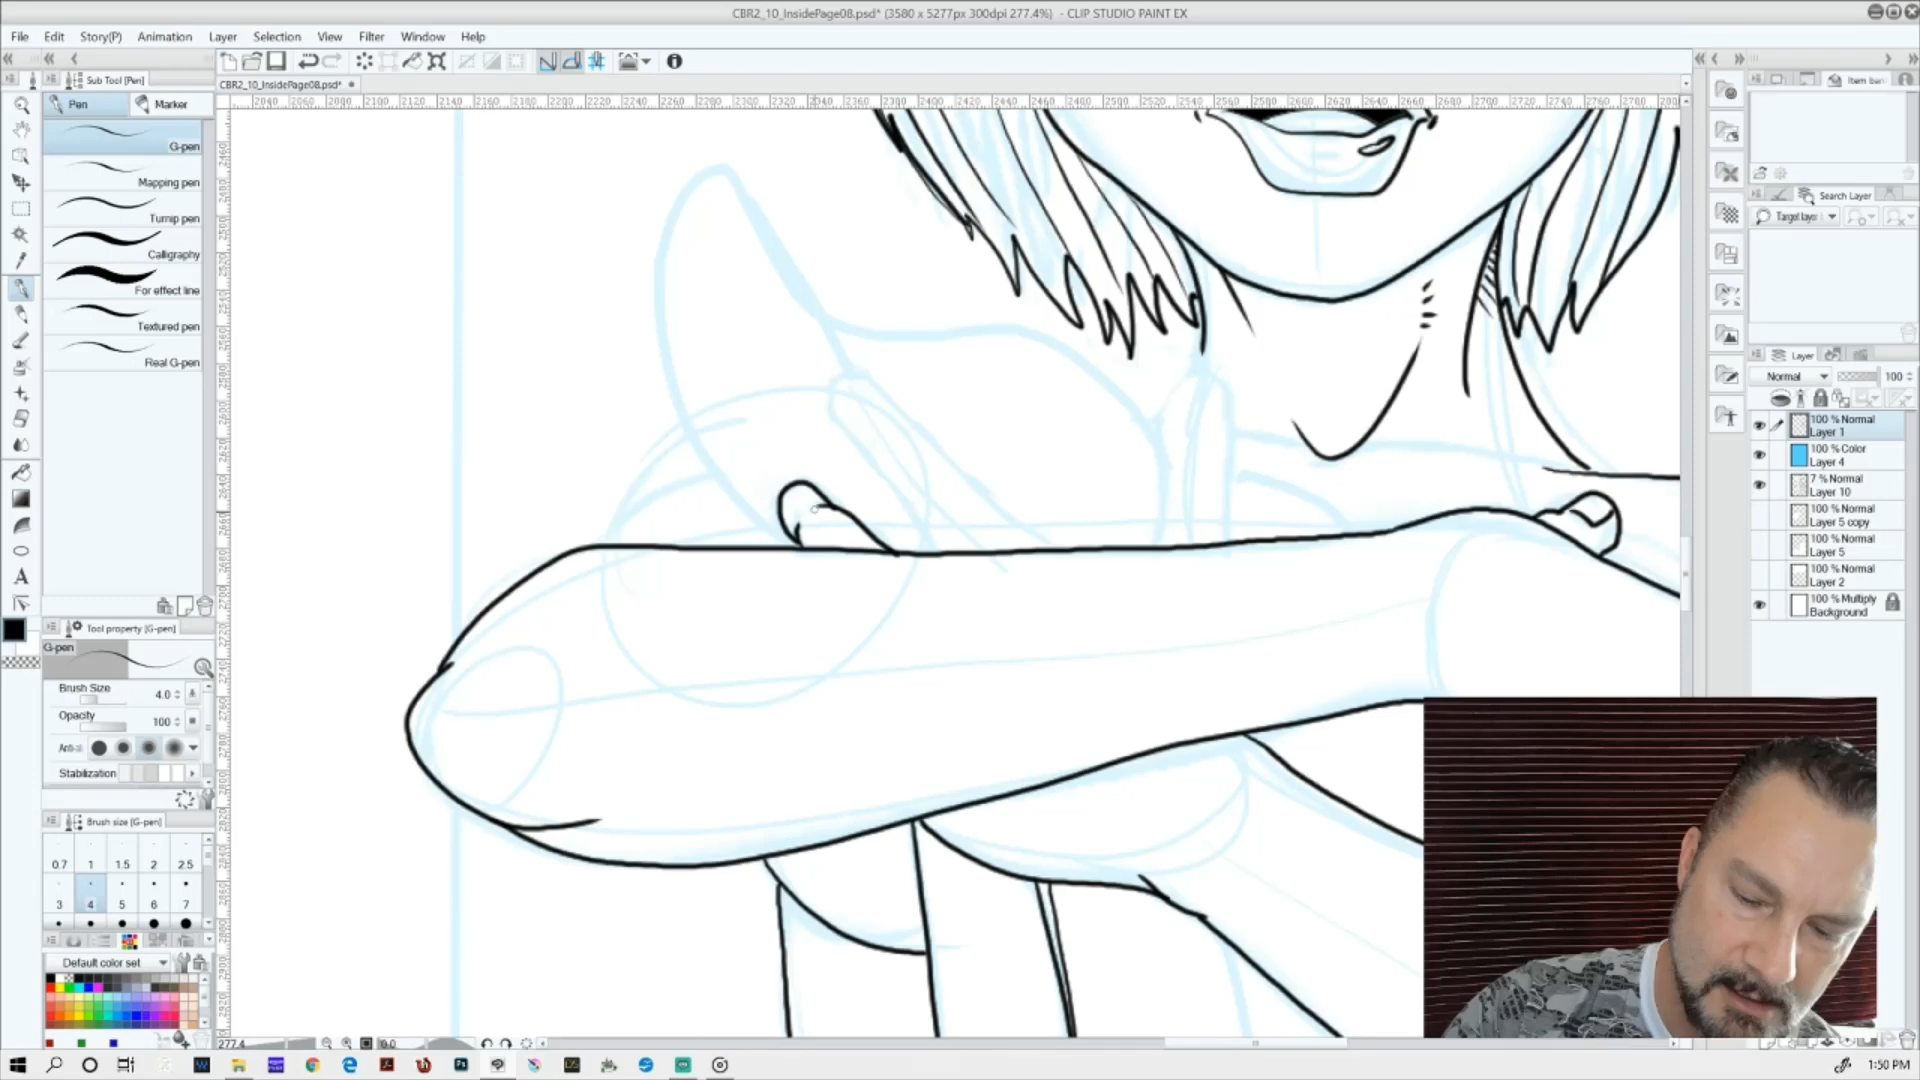 CBR2_10_InsidePage08.psd* (3580 x 5277px 300dpi 277.4%) - CLIP STUDIO PAINT EX
File Edit Story(P) Animation Layer Selection View Filter Window Help
Sub Tool [Pen]
CBR2_10_InsidePage08.psd*
Pen Marker
G-pen
Mapping pen
Turnip pen
Calligraphy
For effect line
Textured pen
Real G-pen
Tool property [G-pen]
G-pen
Brush Size 4.0
Opacity 100
Stabilization
Brush size [G-pen]
0.7 1 1.5 2 2.5
3 4 5 6 7
Default color set
277.4 0.0
Search Layer
Layer
Normal 100
100 % Normal
Layer 1
100 % Color
Layer 4
7 % Normal
Layer 10
100 % Normal
Layer 5 copy
100 % Normal
Layer 5
100 % Normal
Layer 2
100 % Multiply
Background
1:50 PM